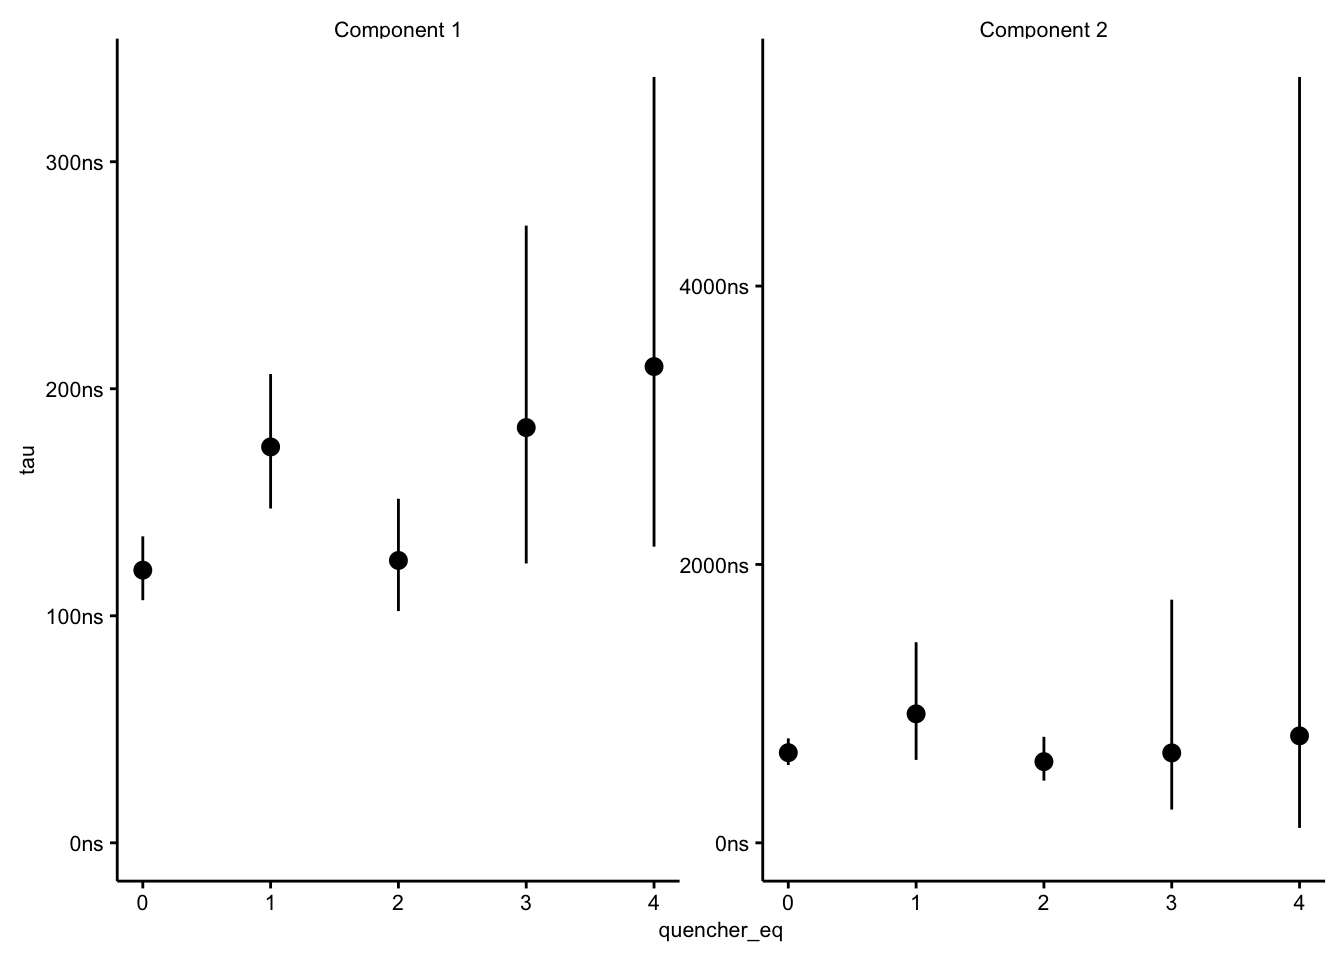 Component 1
Component 2
tau
300ns
200ns
100ns
0ns
4000ns
2000ns
0ns
0 1 2 3 4
0 1 2 3 4
quencher_eq